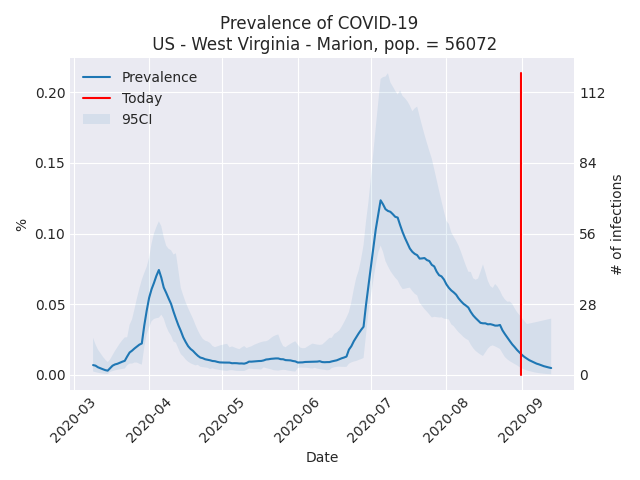 Prevalence of COVID-19
US - West Virginia - Marion, pop. = 56072
Prevalence
Today
95CI
0.20
0.15
0.10
0.05
0.00
%
112
84
56
28
0
# of infections
2020-03
2020-04
2020-05
2020-06
2020-07
2020-08
2020-09
Date